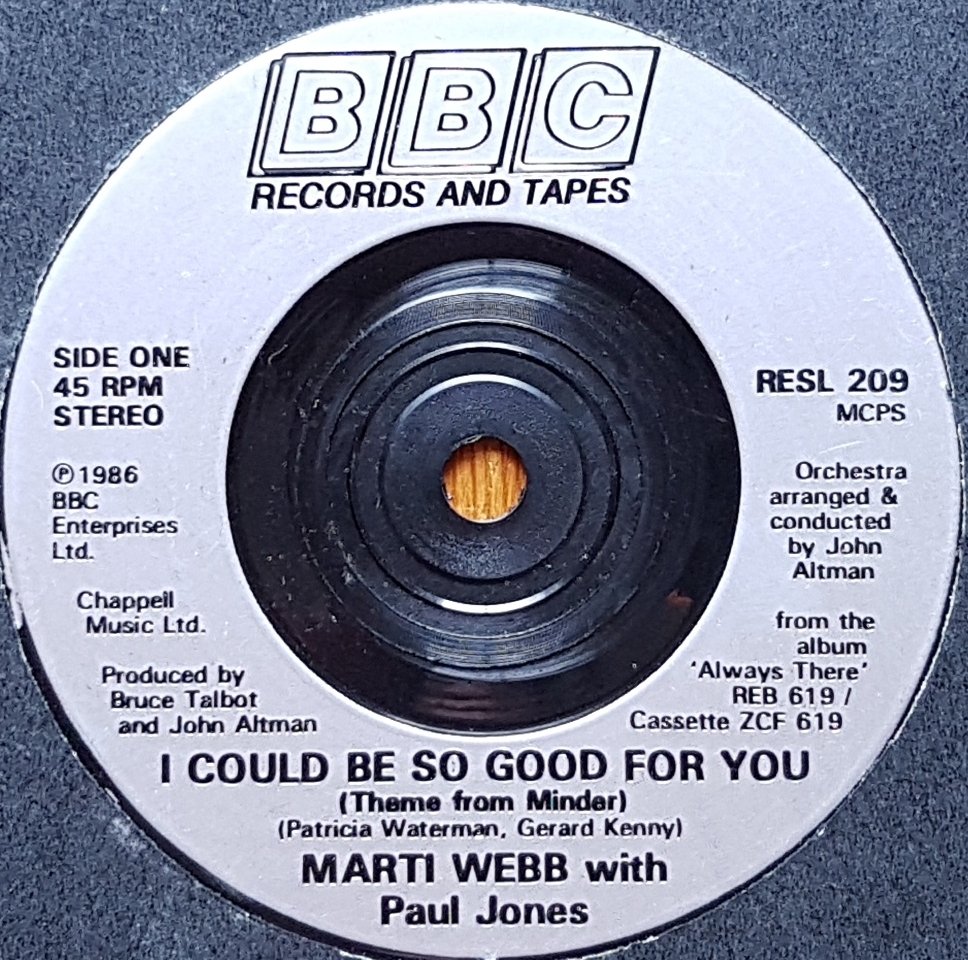 BBC
RECORDS AND TAPES
SIDE ONE
45 RPM
STEREO
Ⓟ1986
BBC
Enterprises
Ltd.
Chappell
Music Ltd.
Produced by
Bruce Talbot
and John Altman
RESL 209
MCPS
Orchestra
arranged &
conducted
by John
Altman
from the
album
'Always There'
REB 619 /
Cassette ZCF 619
I COULD BE SO GOOD FOR YOU
(Theme from Minder)
(Patricia Waterman, Gerard Kenny)
MARTI WEBB with
Paul Jones